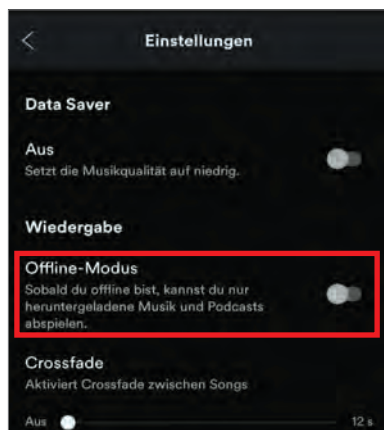 Einstellungen
Data Saver
Aus
Setzt die Musikqualität auf niedrig.
Wiedergabe
Offline-Modus
Sobald du offline bist, kannst du nur
heruntergeladene Musik und Podcasts
abspielen.
Crossfade
Aktiviert Crossfade zwischen Songs
Aus 12 s